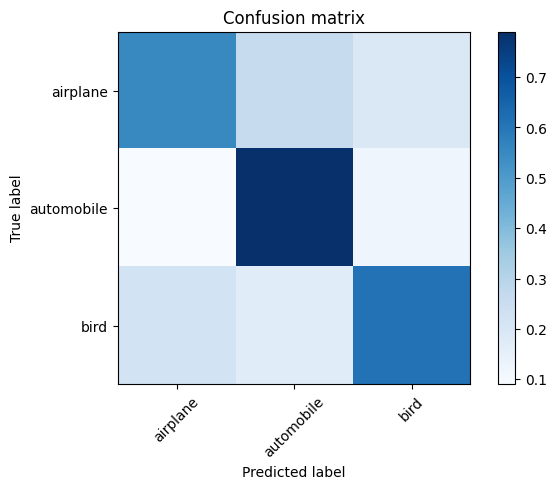 Confusion matrix
True label
airplane
automobile
bird
airplane
automobile
bird
Predicted label
0.7
0.6
0.5
0.4
0.3
0.2
0.1